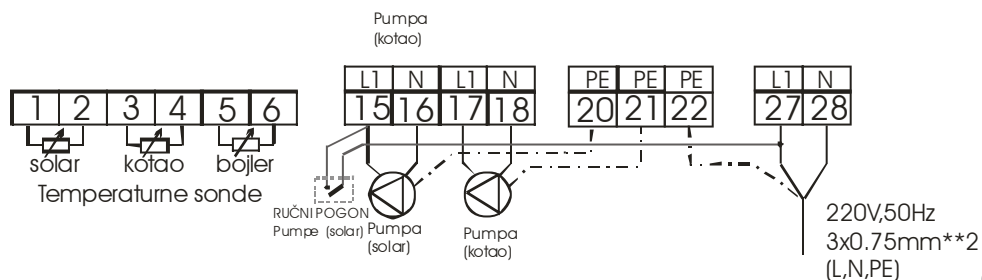 Pumpa
(kotao)
L1 N L1 N PE PE PE L1 N
1 2 3 4 5 6 15 16 17 18 20 21 22 27 28
solar kotao bojler
Temperaturne sonde
RUČNI POGON
Pumpe (solar)
Pumpa
(solar)
Pumpa
(kotao)
220V,50Hz
3x0.75mm**2
(L,N,PE)